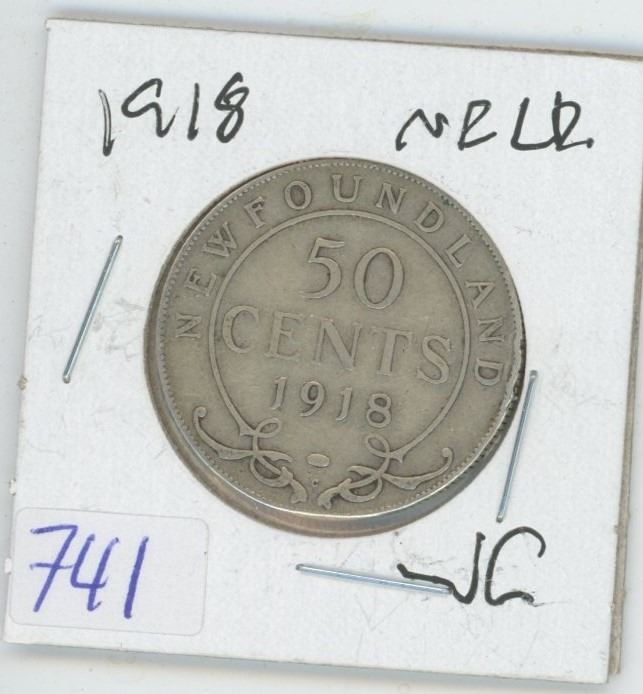 1918 NFLD
NEWFOUNDLAND
50
CENTS
1918
C
741
VG